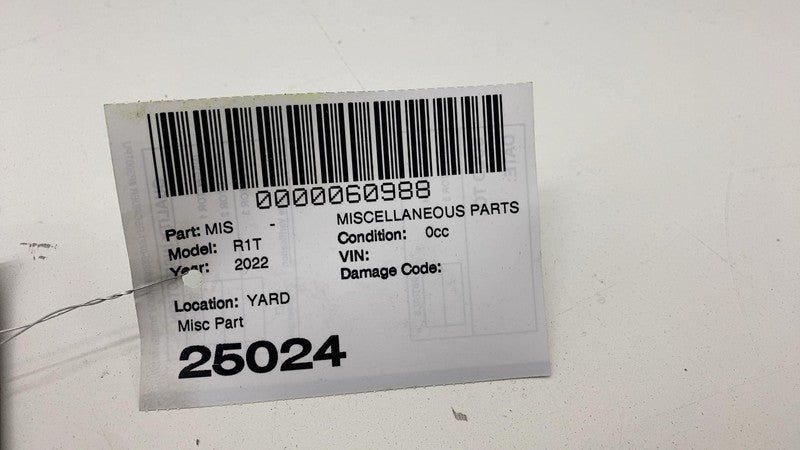 0000060988
Part: MIS - MISCELLANEOUS PARTS
Model: R1T Condition: 0cc
Year: 2022 VIN:
Damage Code:
Location: YARD
Misc Part
25024